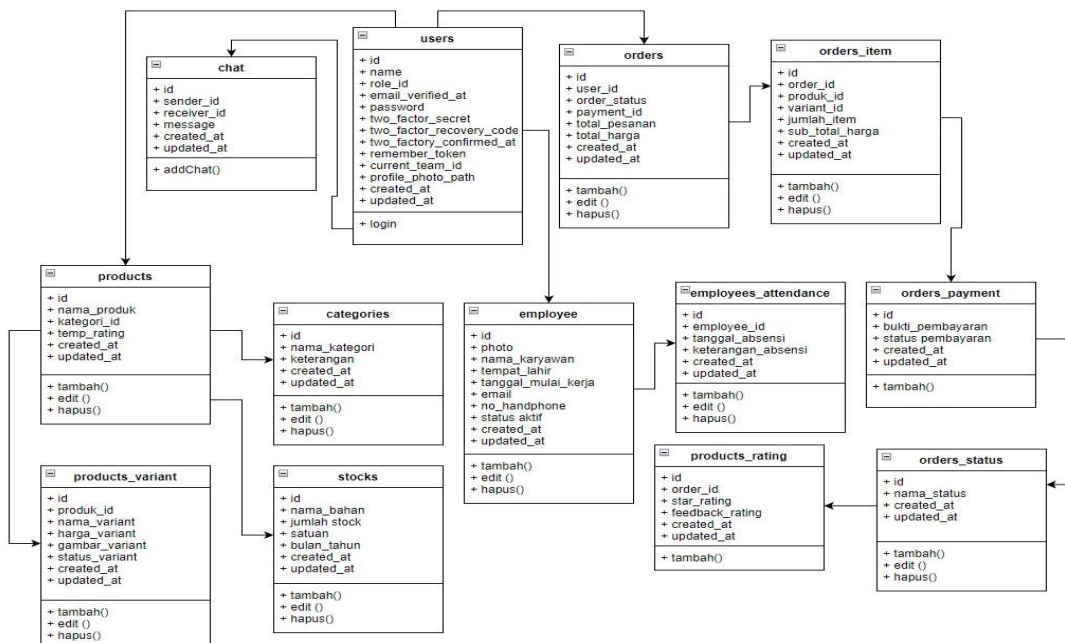 users
+ id
+ name
+ role_id
+ email_verified_at
+ password
+ two_factor_secret
+ two_factor_recovery_code
+ two_factory_confirmed_at
+ remember_token
+ current_team_id
+ profile_photo_path
+ created_at
+ updated_at
+ login
chat
+ id
+ sender_id
+ receiver_id
+ message
+ created_at
+ updated_at
+ addChat()
orders
+ id
+ user_id
+ order_status
+ payment_id
+ total_pesanan
+ total_harga
+ created_at
+ updated_at
+ tambah()
+ edit ()
+ hapus()
orders_item
+ id
+ order_id
+ produk_id
+ variant_id
+ jumlah_item
+ sub_total_harga
+ created_at
+ updated_at
+ tambah()
+ edit ()
+ hapus()
products
+ id
+ nama_produk
+ kategori_id
+ temp_rating
+ created_at
+ updated_at
+ tambah()
+ edit ()
+ hapus()
categories
+ id
+ nama_kategori
+ keterangan
+ created_at
+ updated_at
+ tambah()
+ edit ()
+ hapus()
employee
+ id
+ photo
+ nama_karyawan
+ tempat_lahir
+ tanggal_mulai_kerja
+ email
+ no_handphone
+ status aktif
+ created_at
+ updated_at
+ tambah()
+ edit ()
+ hapus()
employees_attendance
+ id
+ employee_id
+ tanggal_absensi
+ keterangan_absensi
+ created_at
+ updated_at
+ tambah()
+ edit ()
+ hapus()
orders_payment
+ id
+ bukti_pembayaran
+ status pembayaran
+ created_at
+ updated_at
+ tambah()
products_variant
+ id
+ produk_id
+ nama_variant
+ harga_variant
+ gambar_variant
+ status_variant
+ created_at
+ updated_at
+ tambah()
+ edit ()
+ hapus()
stocks
+ id
+ nama_bahan
+ jumlah stock
+ satuan
+ bulan_tahun
+ created_at
+ updated_at
+ tambah()
+ edit ()
+ hapus()
products_rating
+ id
+ order_id
+ star_rating
+ feedback_rating
+ created_at
+ updated_at
+ tambah()
orders_status
+ id
+ nama_status
+ created_at
+ updated_at
+ tambah()
+ edit ()
+ hapus()